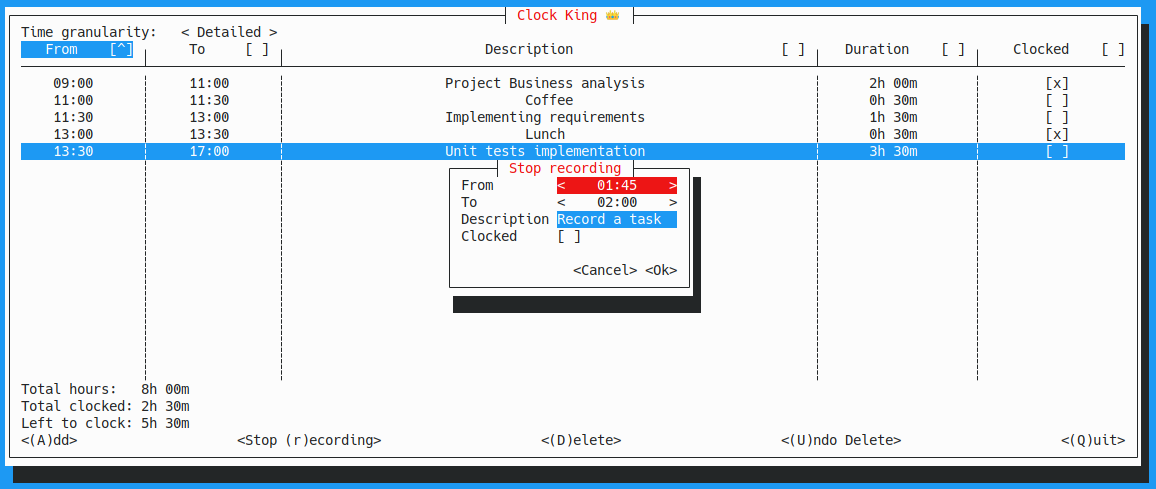 Clock King 👑
Time granularity: < Detailed >
From [^] To [ ] Description [ ] Duration [ ] Clocked [ ]
09:00 11:00 Project Business analysis 2h 00m [x]
11:00 11:30 Coffee 0h 30m [ ]
11:30 13:00 Implementing requirements 1h 30m [ ]
13:00 13:30 Lunch 0h 30m [x]
13:30 17:00 Unit tests implementation 3h 30m [ ]
Stop recording
From < 01:45 >
To < 02:00 >
Description Record a task
Clocked [ ]
<Cancel> <Ok>
Total hours: 8h 00m
Total clocked: 2h 30m
Left to clock: 5h 30m
<(A)dd> <Stop (r)ecording> <(D)elete> <(U)ndo Delete> <(Q)uit>